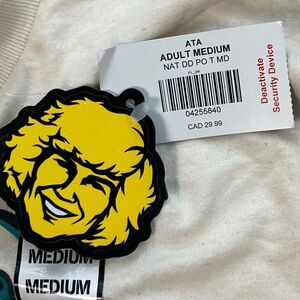 ATA
ADULT MEDIUM
NAT DD PO T MD
04255840
CAD 29.99
Deactivate
Security Device
MEDIUM
MEDIUM